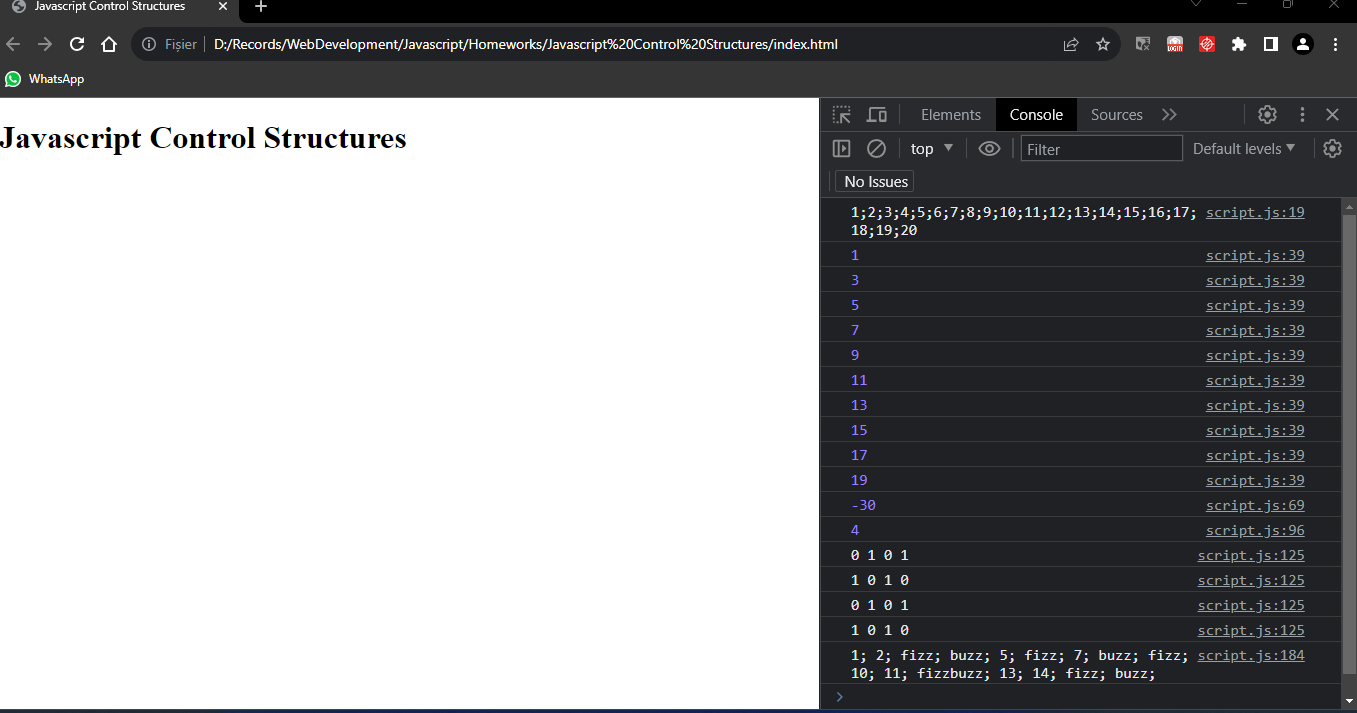 Javascript Control Structures
Fișier D:/Records/WebDevelopment/Javascript/Homeworks/Javascript%20Control%20Structures/index.html
LOGIN
WhatsApp
Javascript Control Structures
Elements Console Sources
top Filter Default levels
No Issues
1;2;3;4;5;6;7;8;9;10;11;12;13;14;15;16;17; script.js:19
18;19;20
1 script.js:39
3 script.js:39
5 script.js:39
7 script.js:39
9 script.js:39
11 script.js:39
13 script.js:39
15 script.js:39
17 script.js:39
19 script.js:39
-30 script.js:69
4 script.js:96
0 1 0 1 script.js:125
1 0 1 0 script.js:125
0 1 0 1 script.js:125
1 0 1 0 script.js:125
1; 2; fizz; buzz; 5; fizz; 7; buzz; fizz; script.js:184
10; 11; fizzbuzz; 13; 14; fizz; buzz;